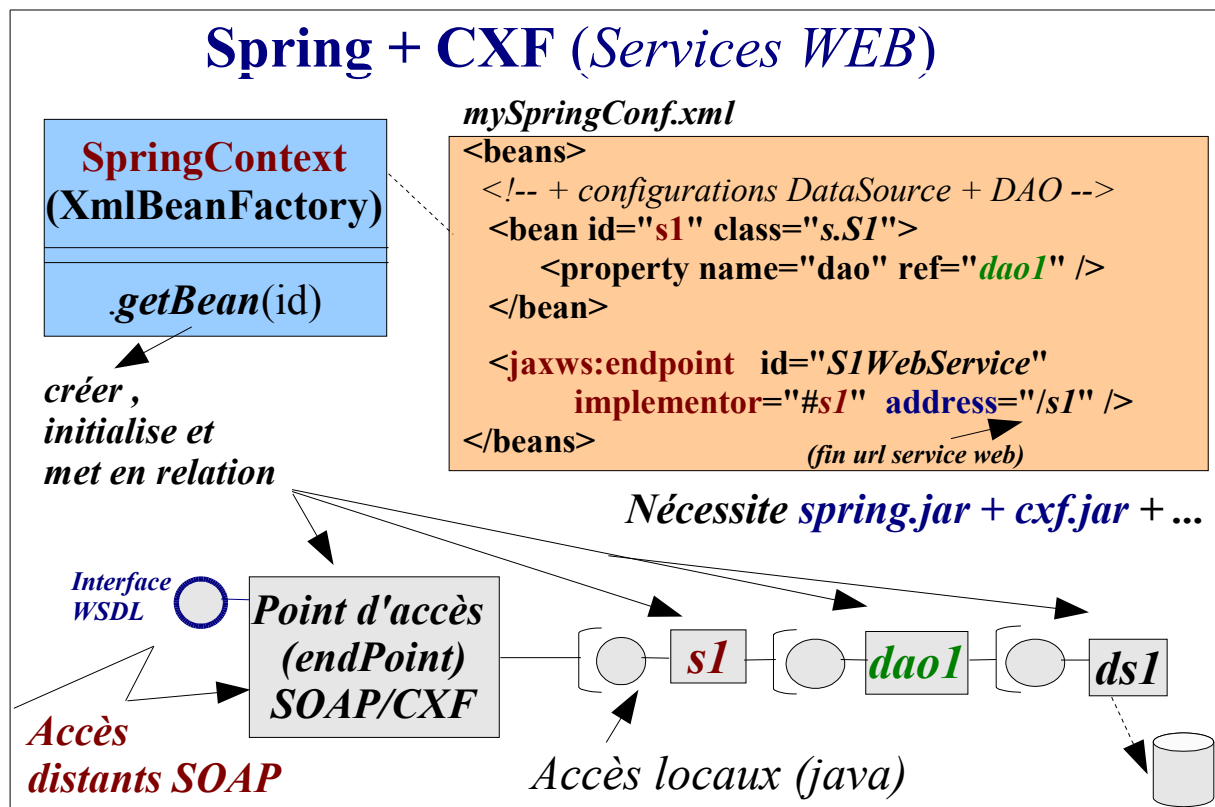 Spring + CXF (Services WEB)
mySpringConf.xml
SpringContext
(XmlBeanFactory)
.getBean(id)
<beans>
<!-- + configurations DataSource + DAO -->
<bean id="s1" class="s.S1">
<property name="dao" ref="dao1" />
</bean>
<jaxws:endpoint id="S1WebService"
implementor="#s1" address="/s1" />
</beans>
(fin url service web)
créer ,
initialise et
met en relation
Nécessite spring.jar + cxf.jar + ...
Interface
WSDL
Point d'accès
(endPoint)
SOAP/CXF
s1
dao1
ds1
Accès
distants SOAP
Accès locaux (java)